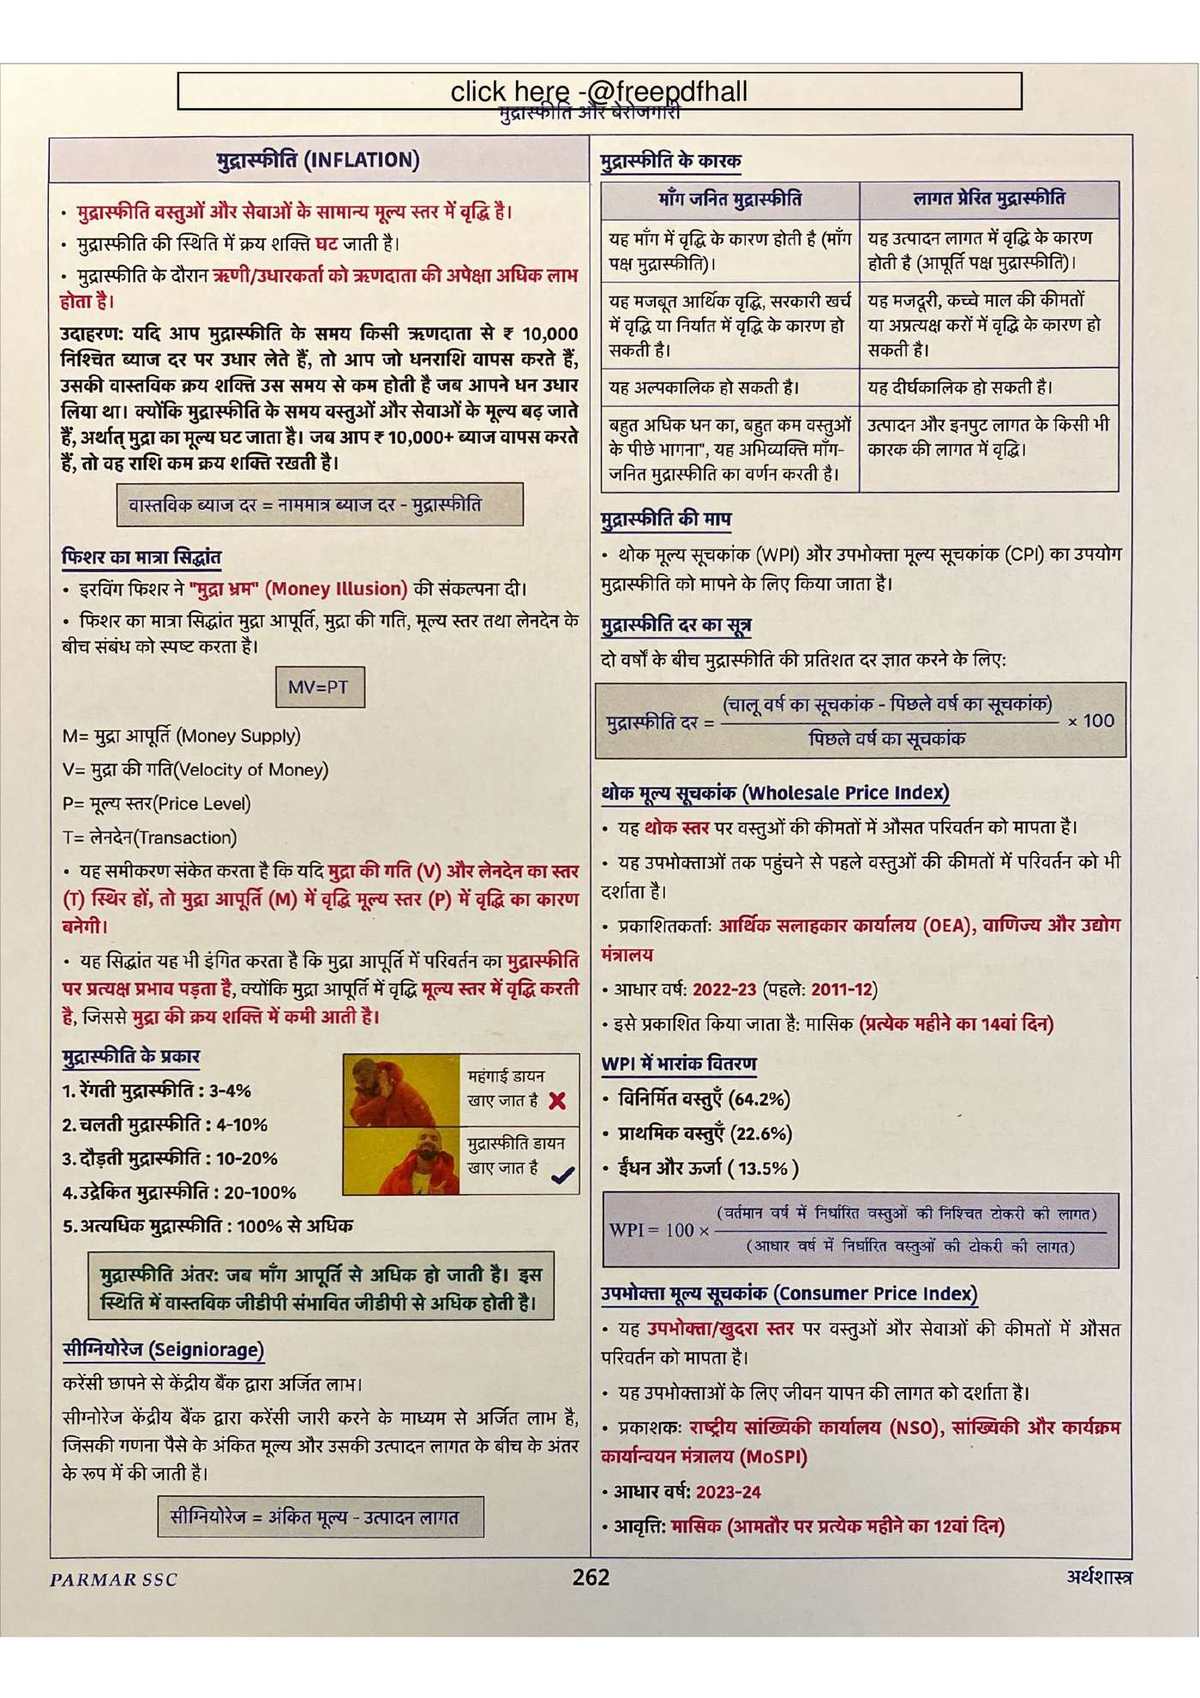 click here -@freepdfhall
मुद्रास्फीति और बेरोजगारी
मुद्रास्फीति (INFLATION)
• मुद्रास्फीति वस्तुओं और सेवाओं के सामान्य मूल्य स्तर में वृद्धि है।
• मुद्रास्फीति की स्थिति में क्रय शक्ति घट जाती है।
• मुद्रास्फीति के दौरान ऋणी/उधारकर्ता को ऋणदाता की अपेक्षा अधिक लाभ
होता है।
उदाहरण: यदि आप मुद्रास्फीति के समय किसी ऋणदाता से ₹ 10,000
निश्चित ब्याज दर पर उधार लेते हैं, तो आप जो धनराशि वापस करते हैं,
उसकी वास्तविक क्रय शक्ति उस समय से कम होती है जब आपने धन उधार
लिया था। क्योंकि मुद्रास्फीति के समय वस्तुओं और सेवाओं के मूल्य बढ़ जाते
हैं, अर्थात् मुद्रा का मूल्य घट जाता है। जब आप ₹ 10,000+ ब्याज वापस करते
हैं, तो वह राशि कम क्रय शक्ति रखती है।
वास्तविक ब्याज दर = नाममात्र ब्याज दर - मुद्रास्फीति
फिशर का मात्रा सिद्धांत
• इरविंग फिशर ने "मुद्रा भ्रम" (Money Illusion) की संकल्पना दी।
• फिशर का मात्रा सिद्धांत मुद्रा आपूर्ति, मुद्रा की गति, मूल्य स्तर तथा लेनदेन के
बीच संबंध को स्पष्ट करता है।
MV=PT
M= मुद्रा आपूर्ति (Money Supply)
V= मुद्रा की गति(Velocity of Money)
P= मूल्य स्तर(Price Level)
T= लेनदेन(Transaction)
• यह समीकरण संकेत करता है कि यदि मुद्रा की गति (V) और लेनदेन का स्तर
(T) स्थिर हों, तो मुद्रा आपूर्ति (M) में वृद्धि मूल्य स्तर (P) में वृद्धि का कारण
बनेगी।
• यह सिद्धांत यह भी इंगित करता है कि मुद्रा आपूर्ति में परिवर्तन का मुद्रास्फीति
पर प्रत्यक्ष प्रभाव पड़ता है, क्योंकि मुद्रा आपूर्ति में वृद्धि मूल्य स्तर में वृद्धि करती
है, जिससे मुद्रा की क्रय शक्ति में कमी आती है।
मुद्रास्फीति के प्रकार
1. रेंगती मुद्रास्फीति : 3-4%
2. चलती मुद्रास्फीति : 4-10%
3. दौड़ती मुद्रास्फीति : 10-20%
4. उद्रेकित मुद्रास्फीति : 20-100%
5. अत्यधिक मुद्रास्फीति : 100% से अधिक
महंगाई डायन
खाए जात है
मुद्रास्फीति डायन
खाए जात है
मुद्रास्फीति अंतर: जब माँग आपूर्ति से अधिक हो जाती है। इस
स्थिति में वास्तविक जीडीपी संभावित जीडीपी से अधिक होती है।
सीग्नियोरेज (Seigniorage)
करेंसी छापने से केंद्रीय बैंक द्वारा अर्जित लाभ।
सीग्नोरेज केंद्रीय बैंक द्वारा करेंसी जारी करने के माध्यम से अर्जित लाभ है,
जिसकी गणना पैसे के अंकित मूल्य और उसकी उत्पादन लागत के बीच के अंतर
के रूप में की जाती है।
सीग्नियोरेज = अंकित मूल्य - उत्पादन लागत
मुद्रास्फीति के कारक
माँग जनित मुद्रास्फीति
लागत प्रेरित मुद्रास्फीति
यह माँग में वृद्धि के कारण होती है (माँग
पक्ष मुद्रास्फीति)।
यह उत्पादन लागत में वृद्धि के कारण
होती है (आपूर्ति पक्ष मुद्रास्फीति)।
यह मजबूत आर्थिक वृद्धि, सरकारी खर्च
में वृद्धि या निर्यात में वृद्धि के कारण हो
सकती है।
यह मजदूरी, कच्चे माल की कीमतों
या अप्रत्यक्ष करों में वृद्धि के कारण हो
सकती है।
यह अल्पकालिक हो सकती है।
यह दीर्घकालिक हो सकती है।
बहुत अधिक धन का, बहुत कम वस्तुओं
के पीछे भागना", यह अभिव्यक्ति माँग-
जनित मुद्रास्फीति का वर्णन करती है।
उत्पादन और इनपुट लागत के किसी भी
कारक की लागत में वृद्धि।
मुद्रास्फीति की माप
• थोक मूल्य सूचकांक (WPI) और उपभोक्ता मूल्य सूचकांक (CPI) का उपयोग
मुद्रास्फीति को मापने के लिए किया जाता है।
मुद्रास्फीति दर का सूत्र
दो वर्षों के बीच मुद्रास्फीति की प्रतिशत दर ज्ञात करने के लिए:
(चालू वर्ष का सूचकांक - पिछले वर्ष का सूचकांक)
मुद्रास्फीति दर = × 100
पिछले वर्ष का सूचकांक
थोक मूल्य सूचकांक (Wholesale Price Index)
• यह थोक स्तर पर वस्तुओं की कीमतों में औसत परिवर्तन को मापता है।
• यह उपभोक्ताओं तक पहुंचने से पहले वस्तुओं की कीमतों में परिवर्तन को भी
दर्शाता है।
• प्रकाशितकर्ताः आर्थिक सलाहकार कार्यालय (OEA), वाणिज्य और उद्योग
मंत्रालय
• आधार वर्ष: 2022-23 (पहले: 2011-12)
• इसे प्रकाशित किया जाता है: मासिक (प्रत्येक महीने का 14वां दिन)
WPI में भारांक वितरण
• विनिर्मित वस्तुएँ (64.2%)
• प्राथमिक वस्तुएँ (22.6%)
• ईंधन और ऊर्जा ( 13.5% )
(वर्तमान वर्ष में निर्धारित वस्तुओं की निश्चित टोकरी की लागत)
WPI = 100 ×
(आधार वर्ष में निर्धारित वस्तुओं की टोकरी की लागत)
उपभोक्ता मूल्य सूचकांक (Consumer Price Index)
• यह उपभोक्ता/खुदरा स्तर पर वस्तुओं और सेवाओं की कीमतों में औसत
परिवर्तन को मापता है।
• यह उपभोक्ताओं के लिए जीवन यापन की लागत को दर्शाता है।
• प्रकाशकः राष्ट्रीय सांख्यिकी कार्यालय (NSO), सांख्यिकी और कार्यक्रम
कार्यान्वयन मंत्रालय (MoSPI)
• आधार वर्ष: 2023-24
• आवृत्ति: मासिक (आमतौर पर प्रत्येक महीने का 12वां दिन)
PARMAR SSC
262
अर्थशास्त्र